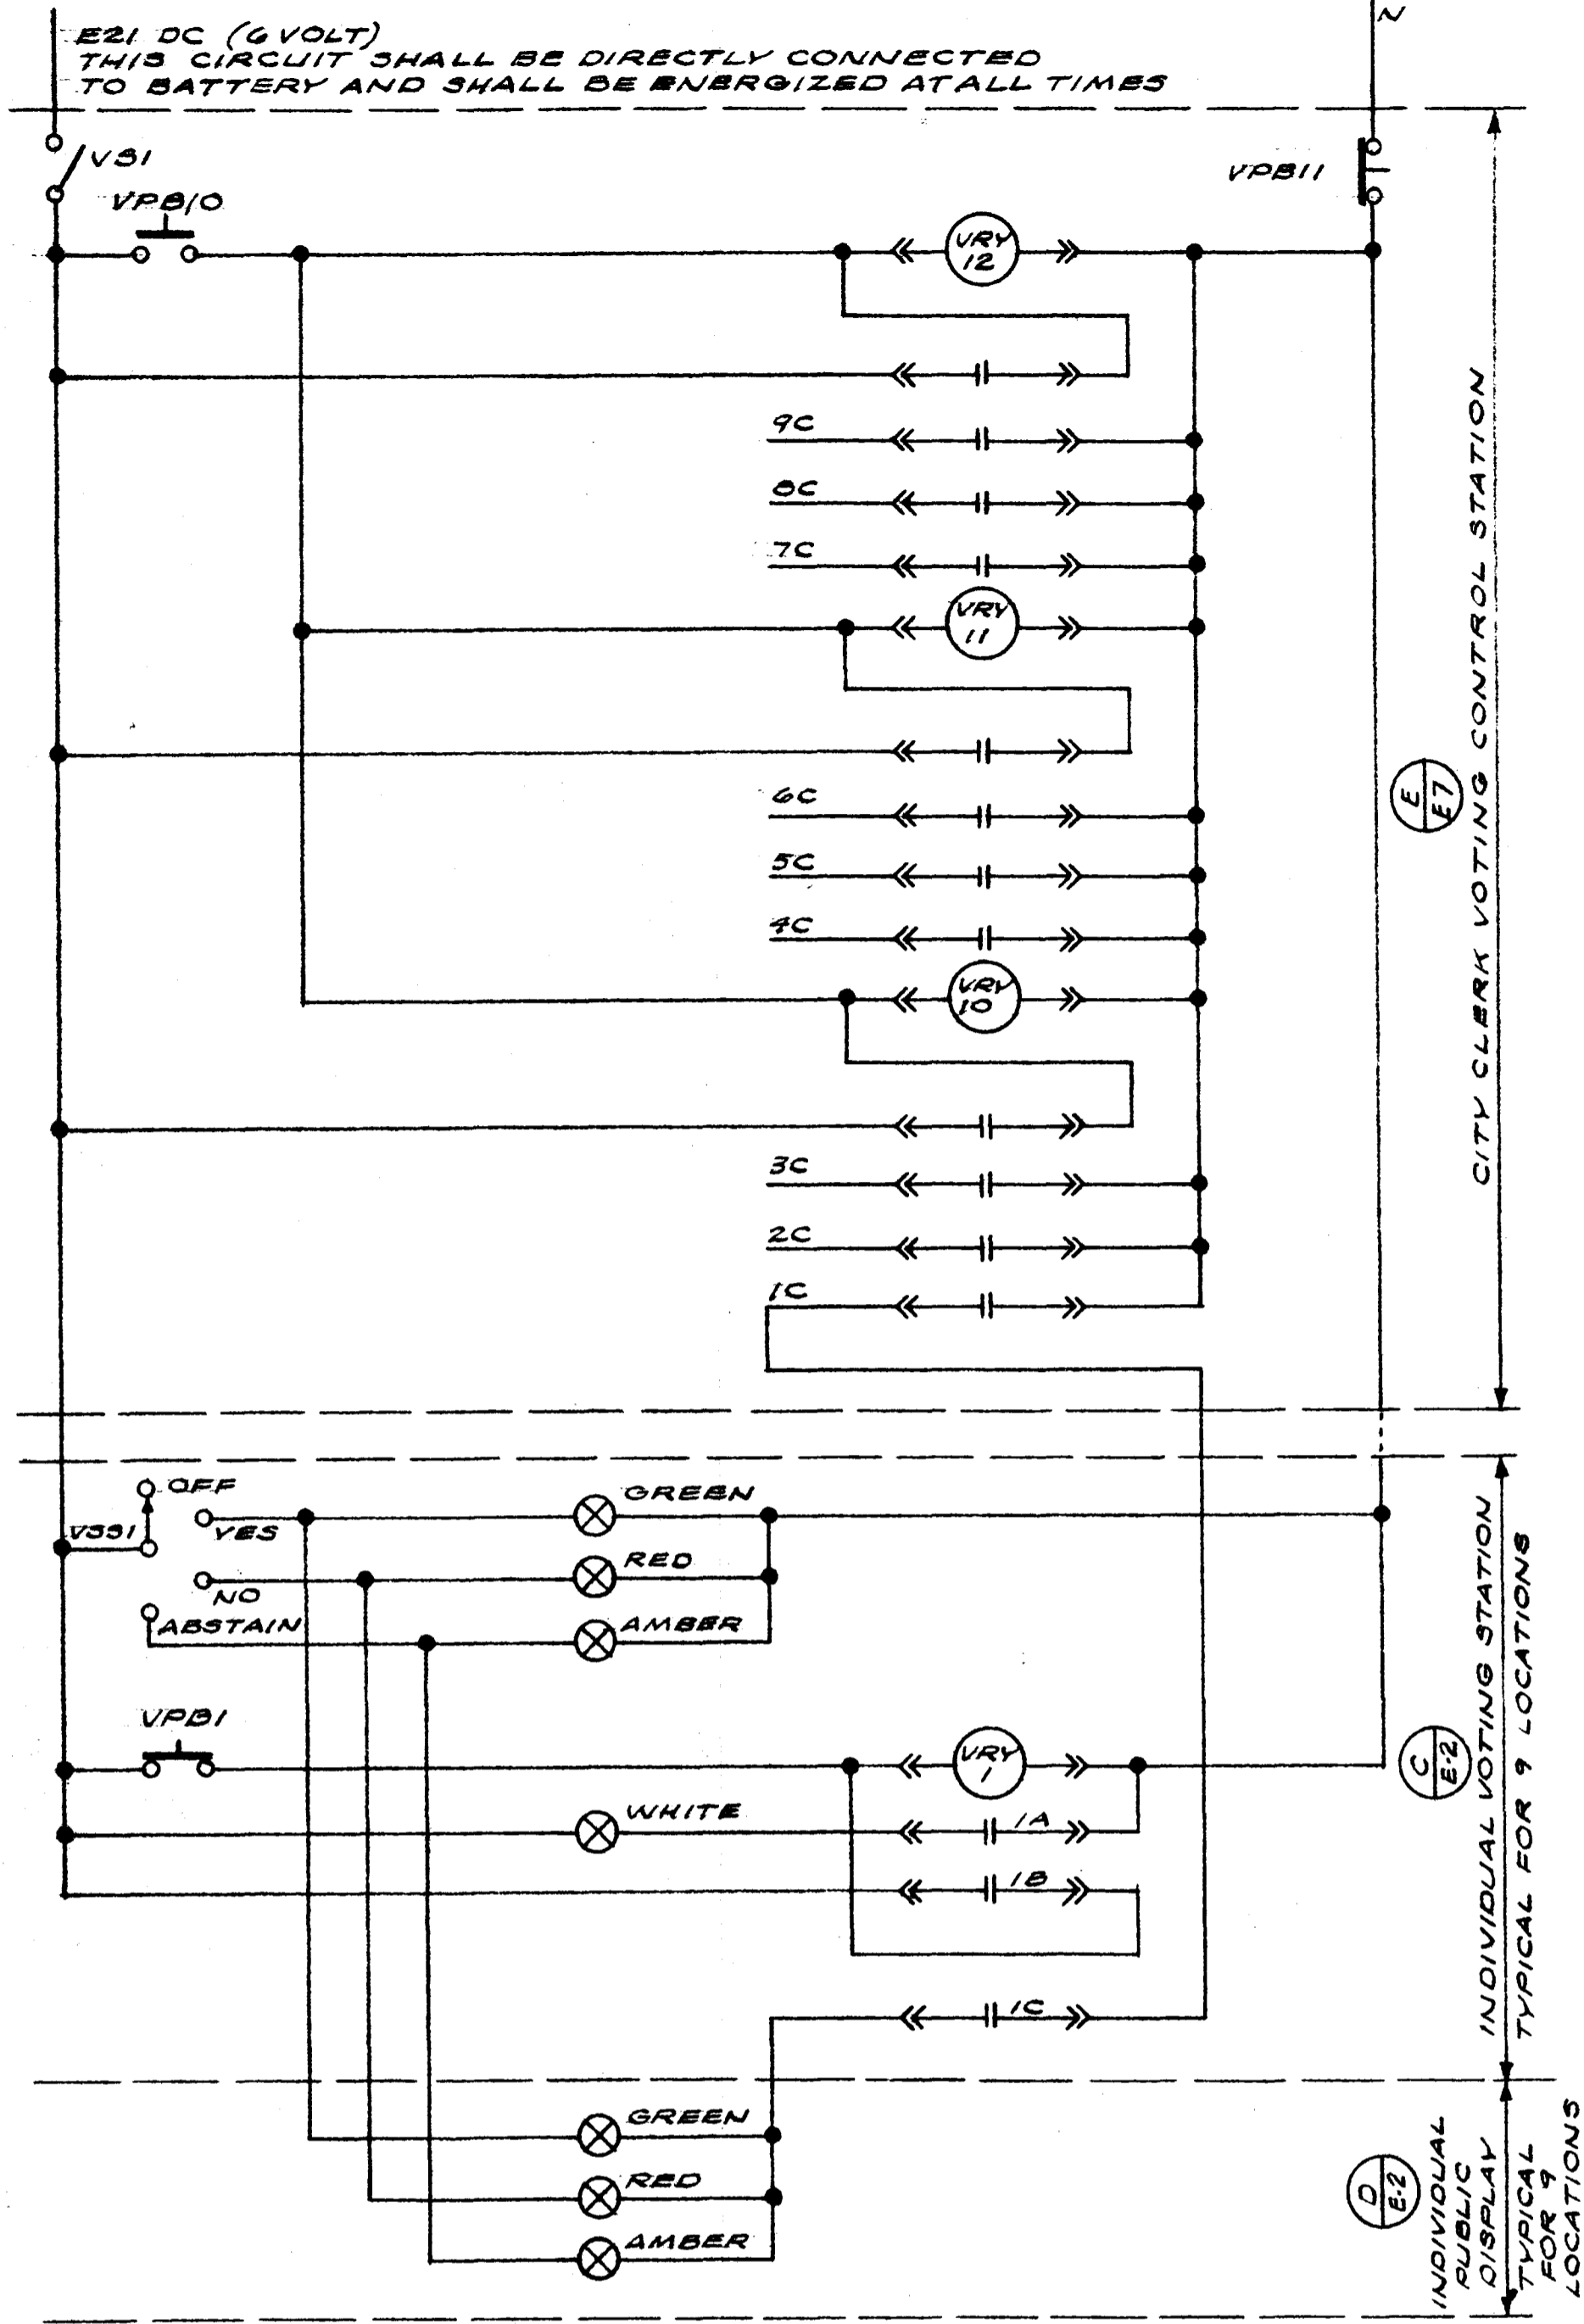 E21 DC (6 VOLT)
THIS CIRCUIT SHALL BE DIRECTLY CONNECTED
TO BATTERY AND SHALL BE ENERGIZED AT ALL TIMES
N
VS1
VPB10
VPB11
VRY
12
9C
8C
7C
VRY
11
6C
5C
4C
VRY
10
3C
2C
1C
E
E7
CITY CLERK VOTING CONTROL STATION
OFF
VSS1
YES
NO
ABSTAIN
GREEN
RED
AMBER
VPB1
VRY
1
WHITE
1A
1B
1C
C
E-2
INDIVIDUAL VOTING STATION
TYPICAL FOR 9 LOCATIONS
GREEN
RED
AMBER
D
E-2
INDIVIDUAL
PUBLIC
DISPLAY
TYPICAL
FOR 9
LOCATIONS